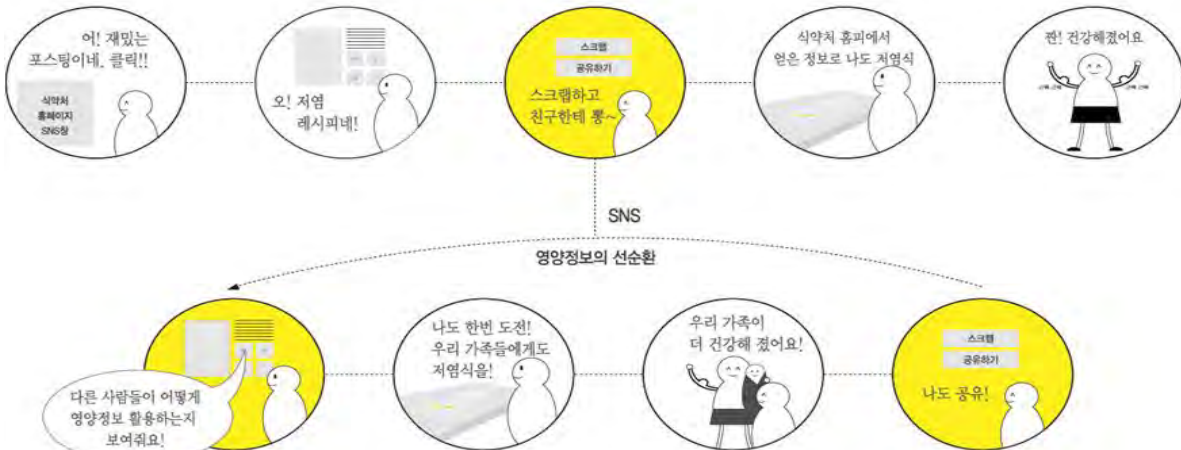 어! 재밌는
포스팅이네. 클릭!!
식약처
홈페이지
SNS창
오! 저염
레시피네!
스크랩
공유하기
스크랩하고
친구한테 뿅~
식약처 홈피에서
얻은 정보로 나도 저염식
짠! 건강해졌어요
SNS
영양정보의 선순환
다른 사람들이 어떻게
영양정보 활용하는지
보여줘요!
나도 한번 도전!
우리 가족들에게도
저염식을!
우리 가족이
더 건강해 졌어요!
스크랩
공유하기
나도 공유!